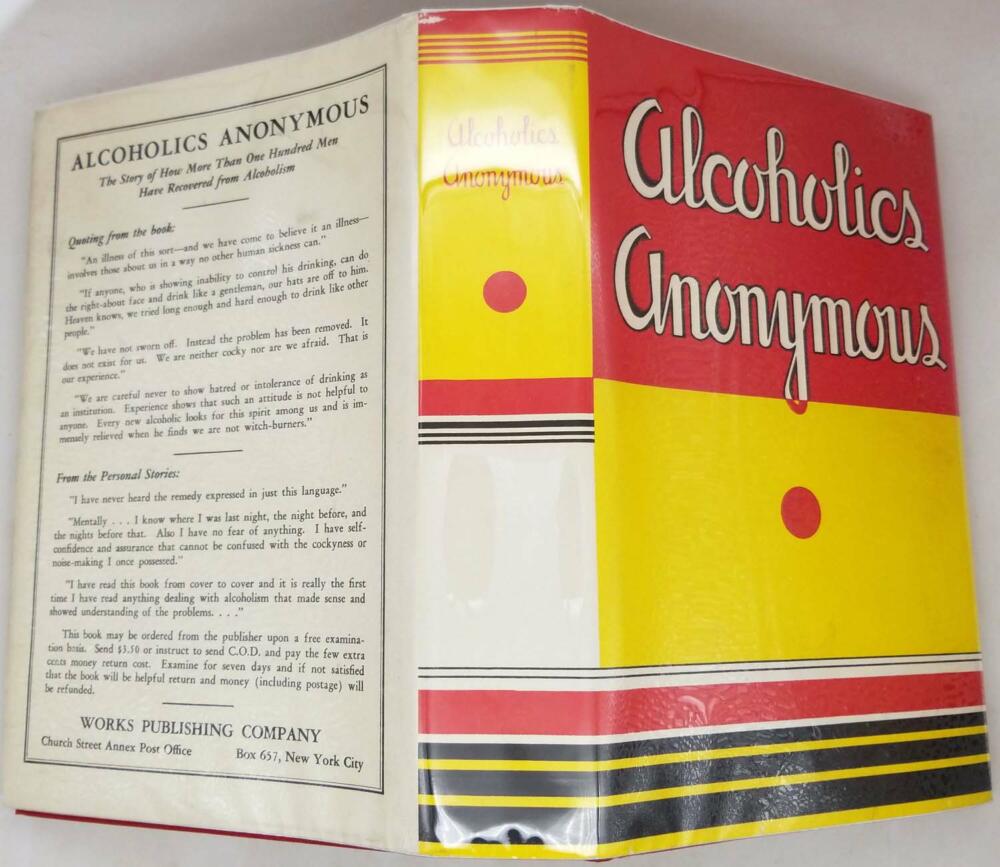 ALCOHOLICS ANONYMOUS
The Story of How More Than One Hundred Men
Have Recovered from Alcoholism
Quoting from the book:
"An illness of this sort—and we have come to believe it an illness—
involves those about us in a way no other human sickness can."
"If anyone, who is showing inability to control his drinking, can do
the right-about face and drink like a gentleman, our hats are off to him.
Heaven knows, we tried long enough and hard enough to drink like other
people."
"We have not sworn off. Instead the problem has been removed. It
does not exist for us. We are neither cocky nor are we afraid. That is
our experience."
"We are careful never to show hatred or intolerance of drinking as
an institution. Experience shows that such an attitude is not helpful to
anyone. Every new alcoholic looks for this spirit among us and is im-
mensely relieved when he finds we are not witch-burners."
From the Personal Stories:
"I have never heard the remedy expressed in just this language."
"Mentally . . . I know where I was last night, the night before, and
the nights before that. Also I have no fear of anything. I have self-
confidence and assurance that cannot be confused with the cockyness or
noise-making I once possessed."
"I have read this book from cover to cover and it is really the first
time I have read anything dealing with alcoholism that made sense and
showed understanding of the problems. . . ."
This book may be ordered from the publisher upon a free examina-
tion basis. Send $3.50 or instruct to send C.O.D. and pay the few extra
cents money return cost. Examine for seven days and if not satisfied
that the book will be helpful return and money (including postage) will
be refunded.
WORKS PUBLISHING COMPANY
Church Street Annex Post Office Box 657, New York City
Alcoholics
Anonymous
Alcoholics
Anonymous